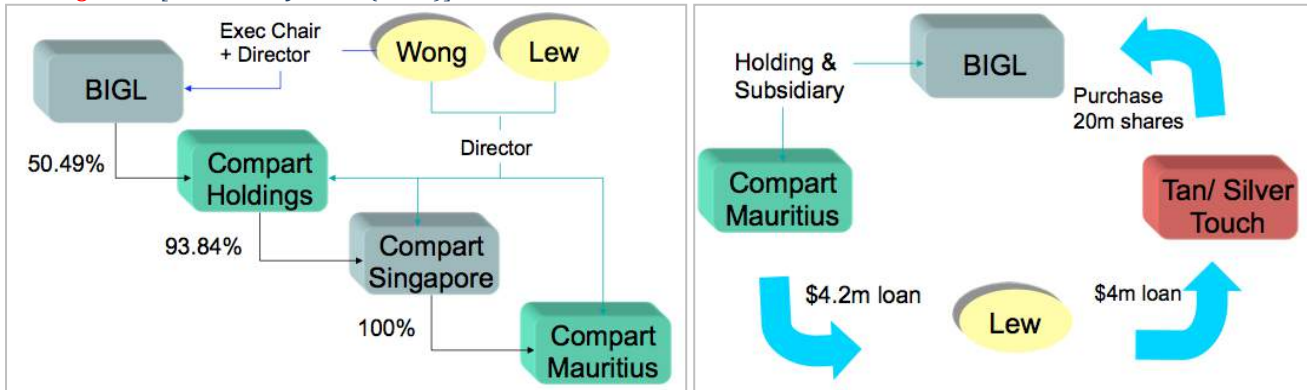 Exec Chair
+ Director
Wong
Lew
BIGL
50.49%
Director
Compart
Holdings
93.84%
Compart
Singapore
100%
Compart
Mauritius
Holding &
Subsidiary
BIGL
Purchase
20m shares
Compart
Mauritius
Tan/ Silver
Touch
$4.2m loan
Lew
$4m loan